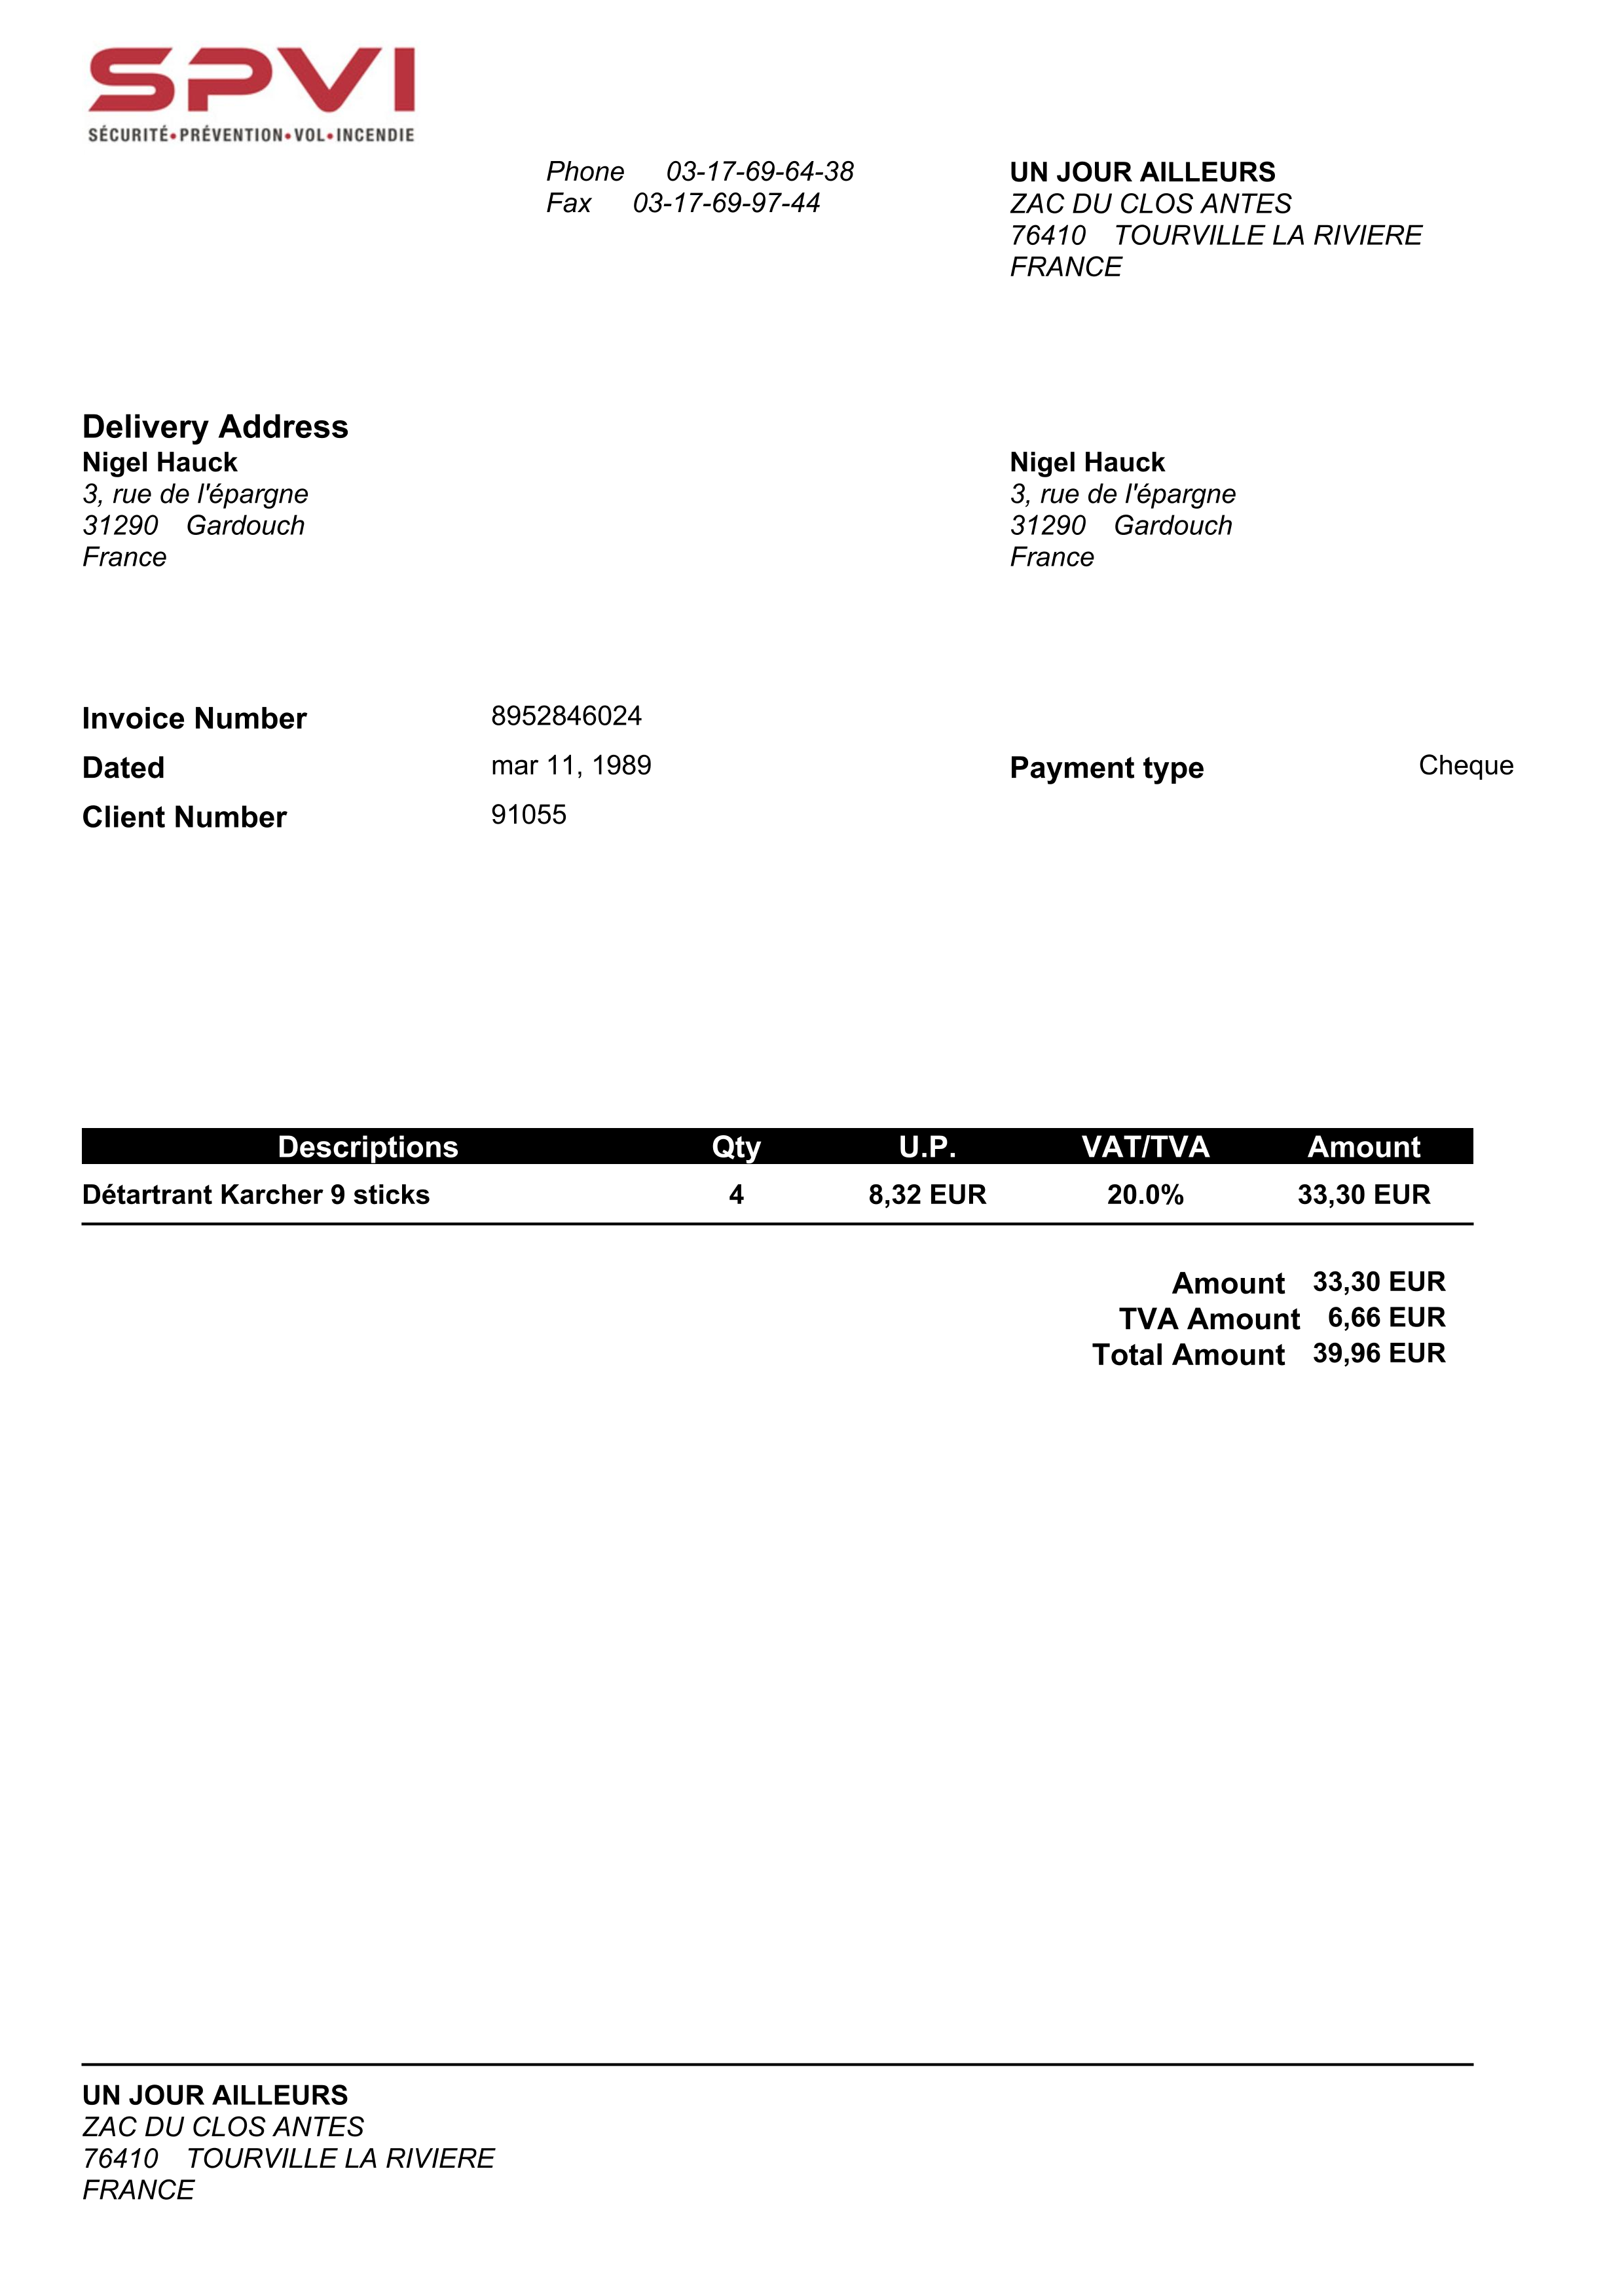 SPVI
SÉCURITÉ•PRÉVENTION•VOL•INCENDIE
Phone 03-17-69-64-38
Fax 03-17-69-97-44
UN JOUR AILLEURS
ZAC DU CLOS ANTES
76410 TOURVILLE LA RIVIERE
FRANCE
Delivery Address
Nigel Hauck
3, rue de l'épargne
31290 Gardouch
France
Nigel Hauck
3, rue de l'épargne
31290 Gardouch
France
Invoice Number 8952846024
Dated mar 11, 1989 Payment type Cheque
Client Number 91055
Descriptions Qty U.P. VAT/TVA Amount
Détartrant Karcher 9 sticks 4 8,32 EUR 20.0% 33,30 EUR
Amount 33,30 EUR
TVA Amount 6,66 EUR
Total Amount 39,96 EUR
UN JOUR AILLEURS
ZAC DU CLOS ANTES
76410 TOURVILLE LA RIVIERE
FRANCE